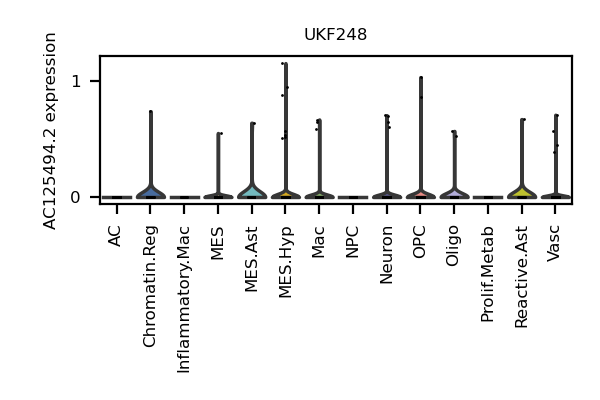 UKF248
AC125494.2 expression
1
0
AC
Chromatin.Reg
Inflammatory.Mac
MES
MES.Ast
MES.Hyp
Mac
NPC
Neuron
OPC
Oligo
Prolif.Metab
Reactive.Ast
Vasc